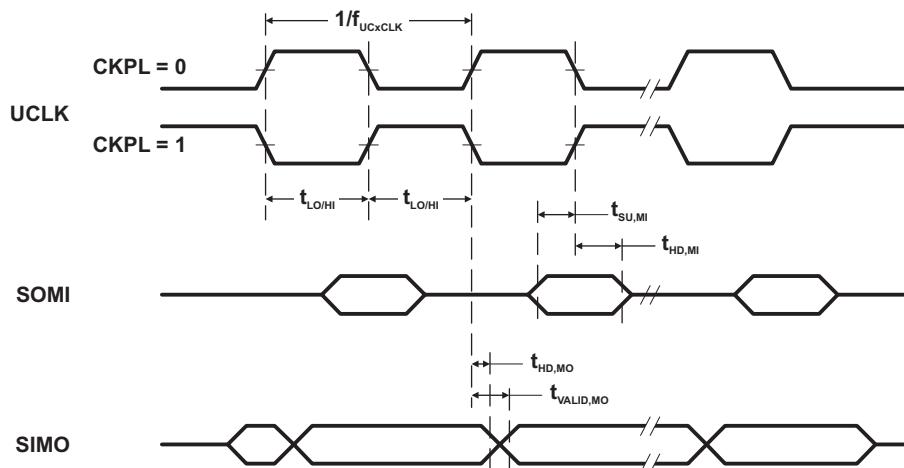 1/fUCxCLK
CKPL = 0
UCLK
CKPL = 1
tLO/HI tLO/HI
tSU,MI
tHD,MI
SOMI
tHD,MO
tVALID,MO
SIMO